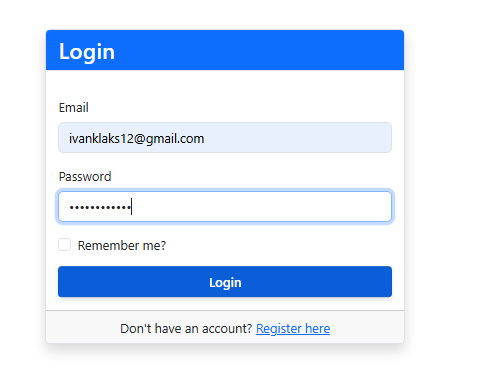 Login
Email
ivanklaks12@gmail.com
Password
••••••••••••
Remember me?
Login
Don't have an account? Register here